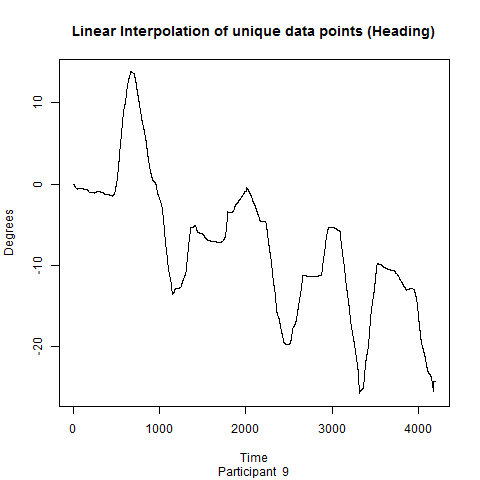 Linear Interpolation of unique data points (Heading)
Degrees
10
0
-10
-20
0 1000 2000 3000 4000
Time
Participant 9